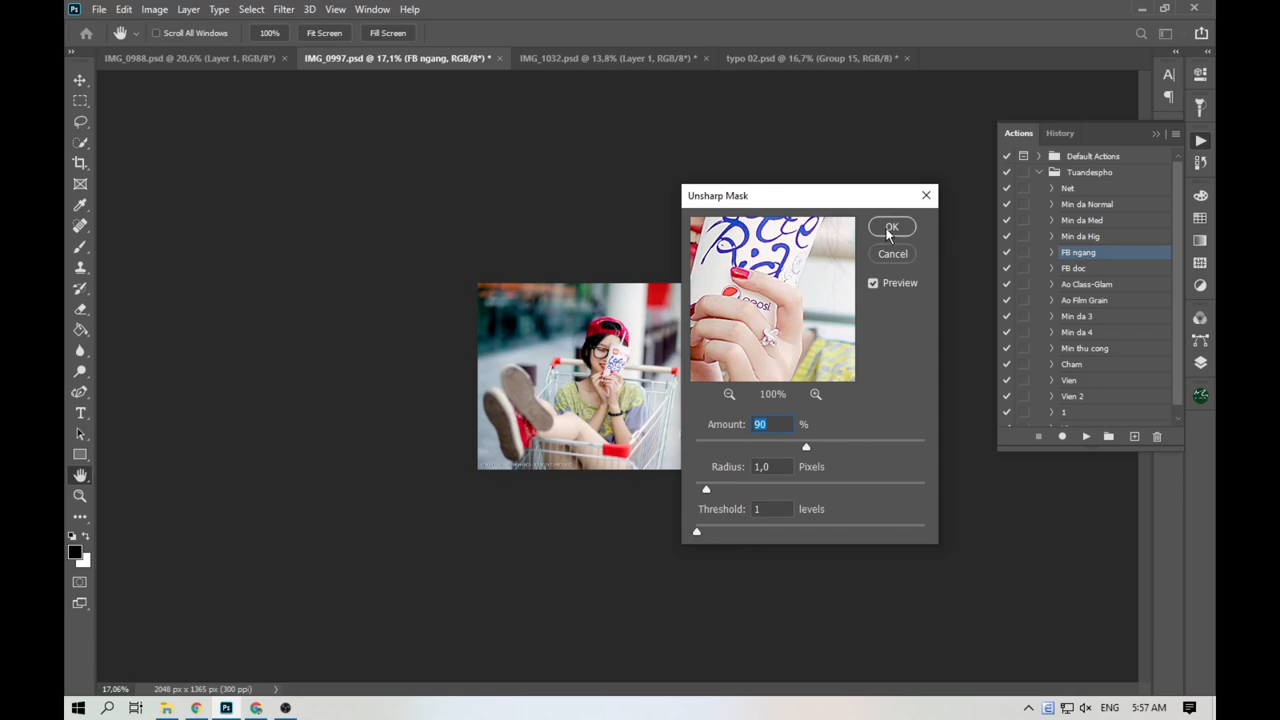 Ps File Edit Image Layer Type Select Filter 3D View Window Help
Scroll All Windows 100% Fit Screen Fill Screen
IMG_0988.psd @ 20,6% (Layer 1, RGB/8*) × IMG_0997.psd @ 17,1% (FB ngang, RGB/8*) * × IMG_1032.psd @ 13,8% (Layer 1, RGB/8*) * × typo 02.psd @ 16,7% (Group 15, RGB/8) * ×
Actions History
Default Actions
Tuandespho
Net
Min da Normal
Min da Med
Min da Hig
FB ngang
FB doc
Ao Class-Glam
Ao Film Grain
Min da 3
Min da 4
Min thu cong
Cham
Vien
Vien 2
1
Unsharp Mask
OK
Cancel
Preview
pepsi
100%
Amount: 90 %
Radius: 1,0 Pixels
Threshold: 1 levels
17,06% 2048 px x 1365 px (300 ppi)
ENG 5:57 AM